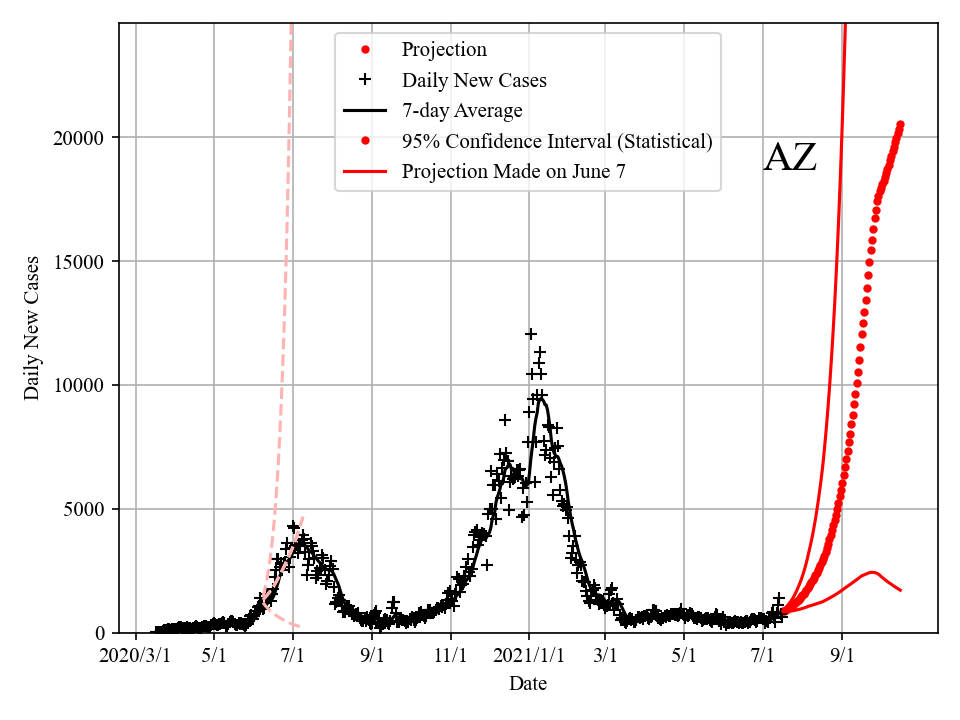 Projection
Daily New Cases
7-day Average
95% Confidence Interval (Statistical)
Projection Made on June 7
AZ
20000
15000
10000
5000
0
Daily New Cases
2020/3/1 5/1 7/1 9/1 11/1 2021/1/1 3/1 5/1 7/1 9/1
Date